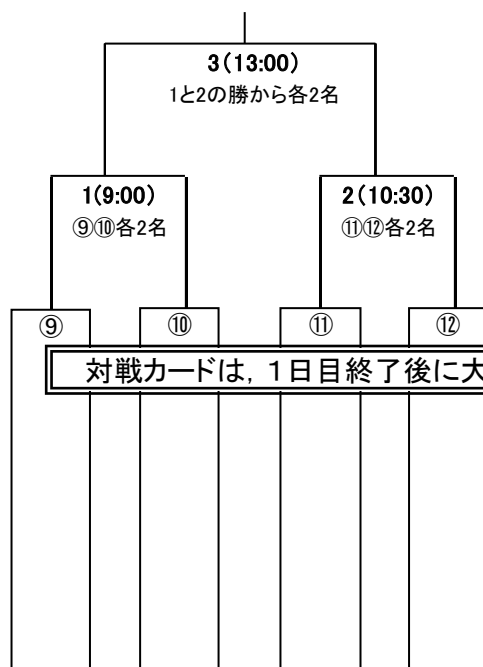 3(13:00)
1と2の勝から各2名
1(9:00)
2(10:30)
⑨⑩各2名
⑪⑫各2名
⑨
⑩
⑪
⑫
対戦カードは，１日目終了後に大